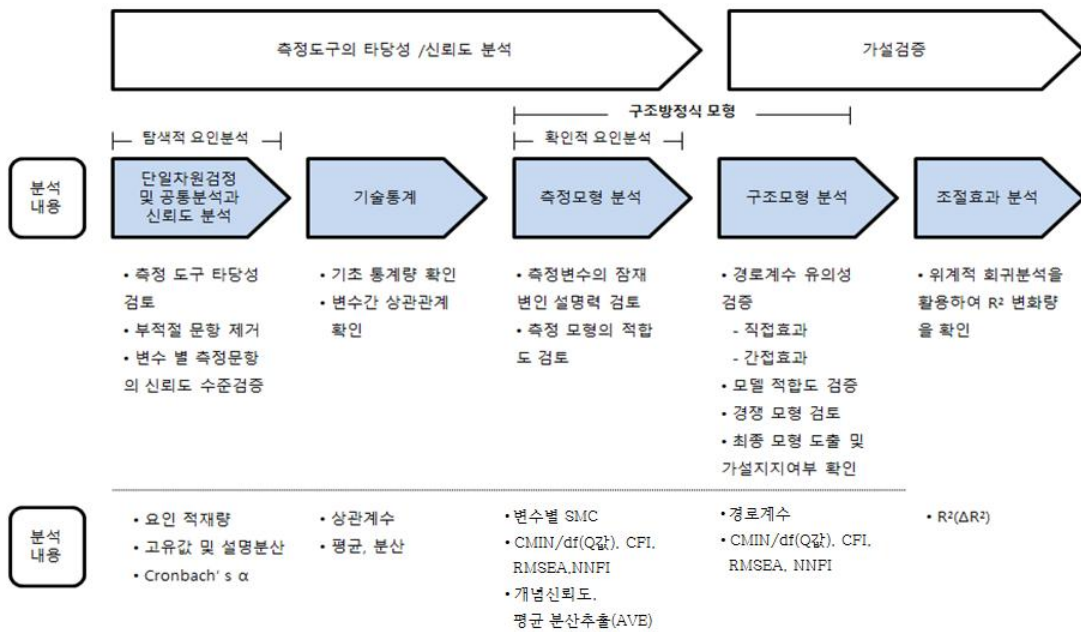 측정도구의 타당성 /신뢰도 분석
가설검증
구조방정식 모형
탐색적 요인분석
확인적 요인분석
분석
내용
단일차원검정
및 공통분석과
신뢰도 분석
기술통계
측정모형 분석
구조모형 분석
조절효과 분석
• 측정 도구 타당성
검토
• 부적절 문항 제거
• 변수 별 측정문항
의 신뢰도 수준검증
• 기초 통계량 확인
• 변수간 상관관계
확인
• 측정변수의 잠재
변인 설명력 검토
• 측정 모형의 적합
도 검토
• 경로계수 유의성
검증
- 직접효과
- 간접효과
• 모델 적합도 검증
• 경쟁 모형 검토
• 최종 모형 도출 및
가설지지여부 확인
• 위계적 회귀분석을
활용하여 R² 변화량
을 확인
분석
내용
• 요인 적재량
• 고유값 및 설명분산
• Cronbach' s α
• 상관계수
• 평균, 분산
• 변수별 SMC
• CMIN/df(Q값), CFI,
RMSEA,NNFI
• 개념신뢰도,
평균 분산추출(AVE)
• 경로계수
• CMIN/df(Q값), CFI,
RMSEA, NNFI
• R²(ΔR²)